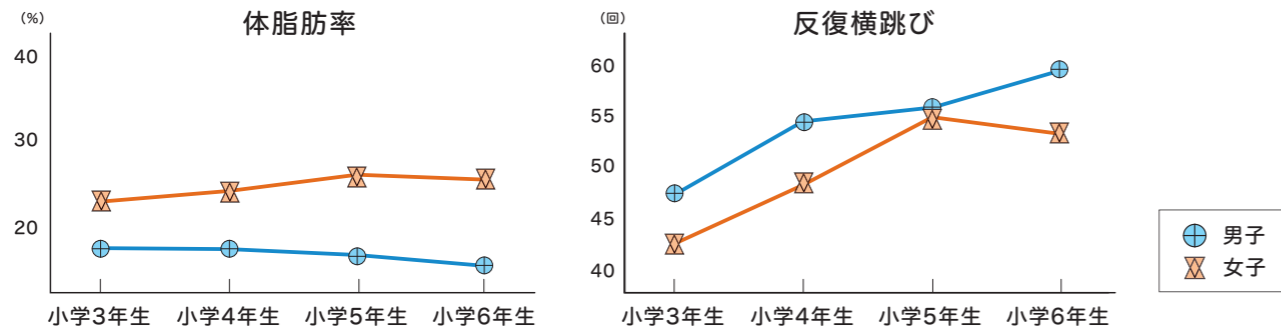 (%)
体脂肪率
40
30
20
小学3年生 小学4年生 小学5年生 小学6年生
(回)
反復横跳び
60
55
50
45
40
小学3年生 小学4年生 小学5年生 小学6年生
男子
女子